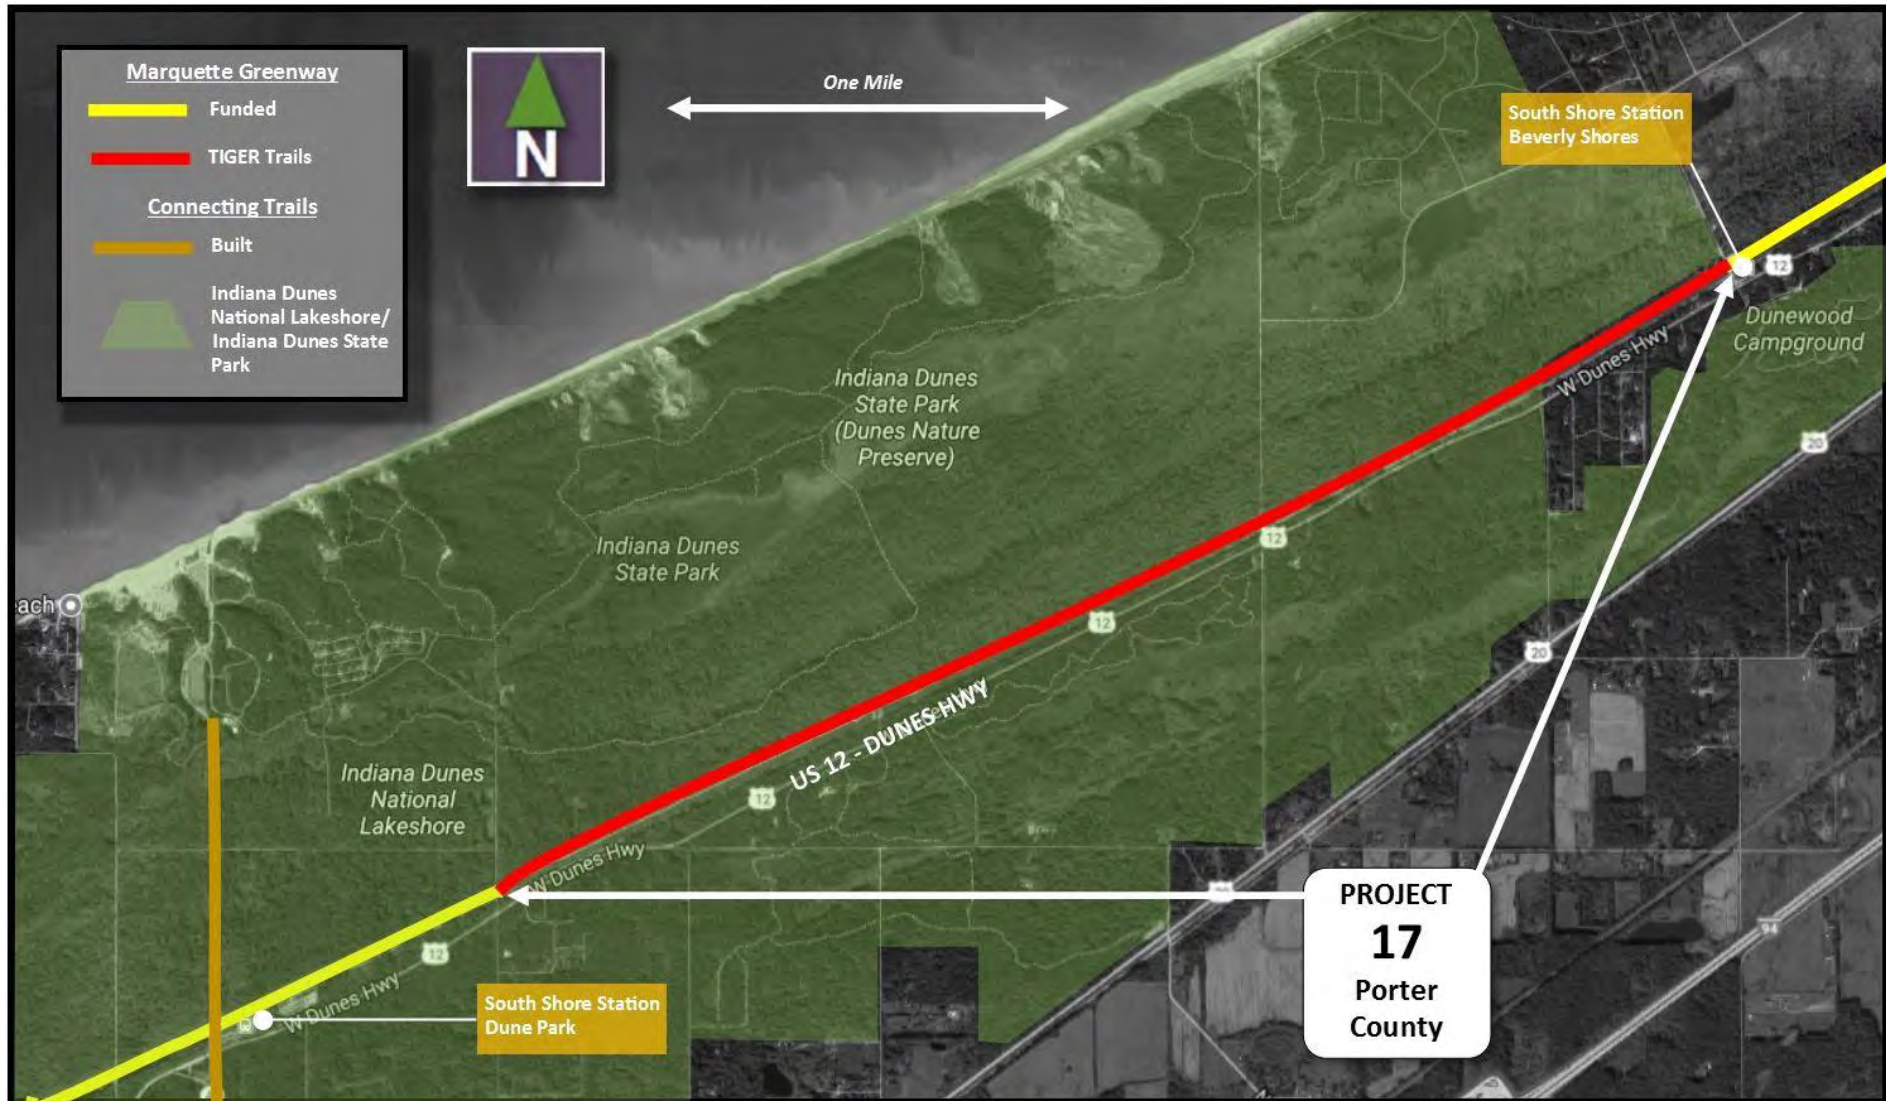 Marquette Greenway
Funded
TIGER Trails
Connecting Trails
Built
Indiana Dunes
National Lakeshore/
Indiana Dunes State
Park
N
One Mile
South Shore Station
Beverly Shores
12
Dunewood
Campground
W Dunes Hwy
20
Indiana Dunes
State Park
(Dunes Nature
Preserve)
12
Indiana Dunes
State Park
each
12
20
US 12 - DUNES HWY
Indiana Dunes
National
Lakeshore
12
W Dunes Hwy
PROJECT
17
Porter
County
94
12
W Dunes Hwy
South Shore Station
Dune Park